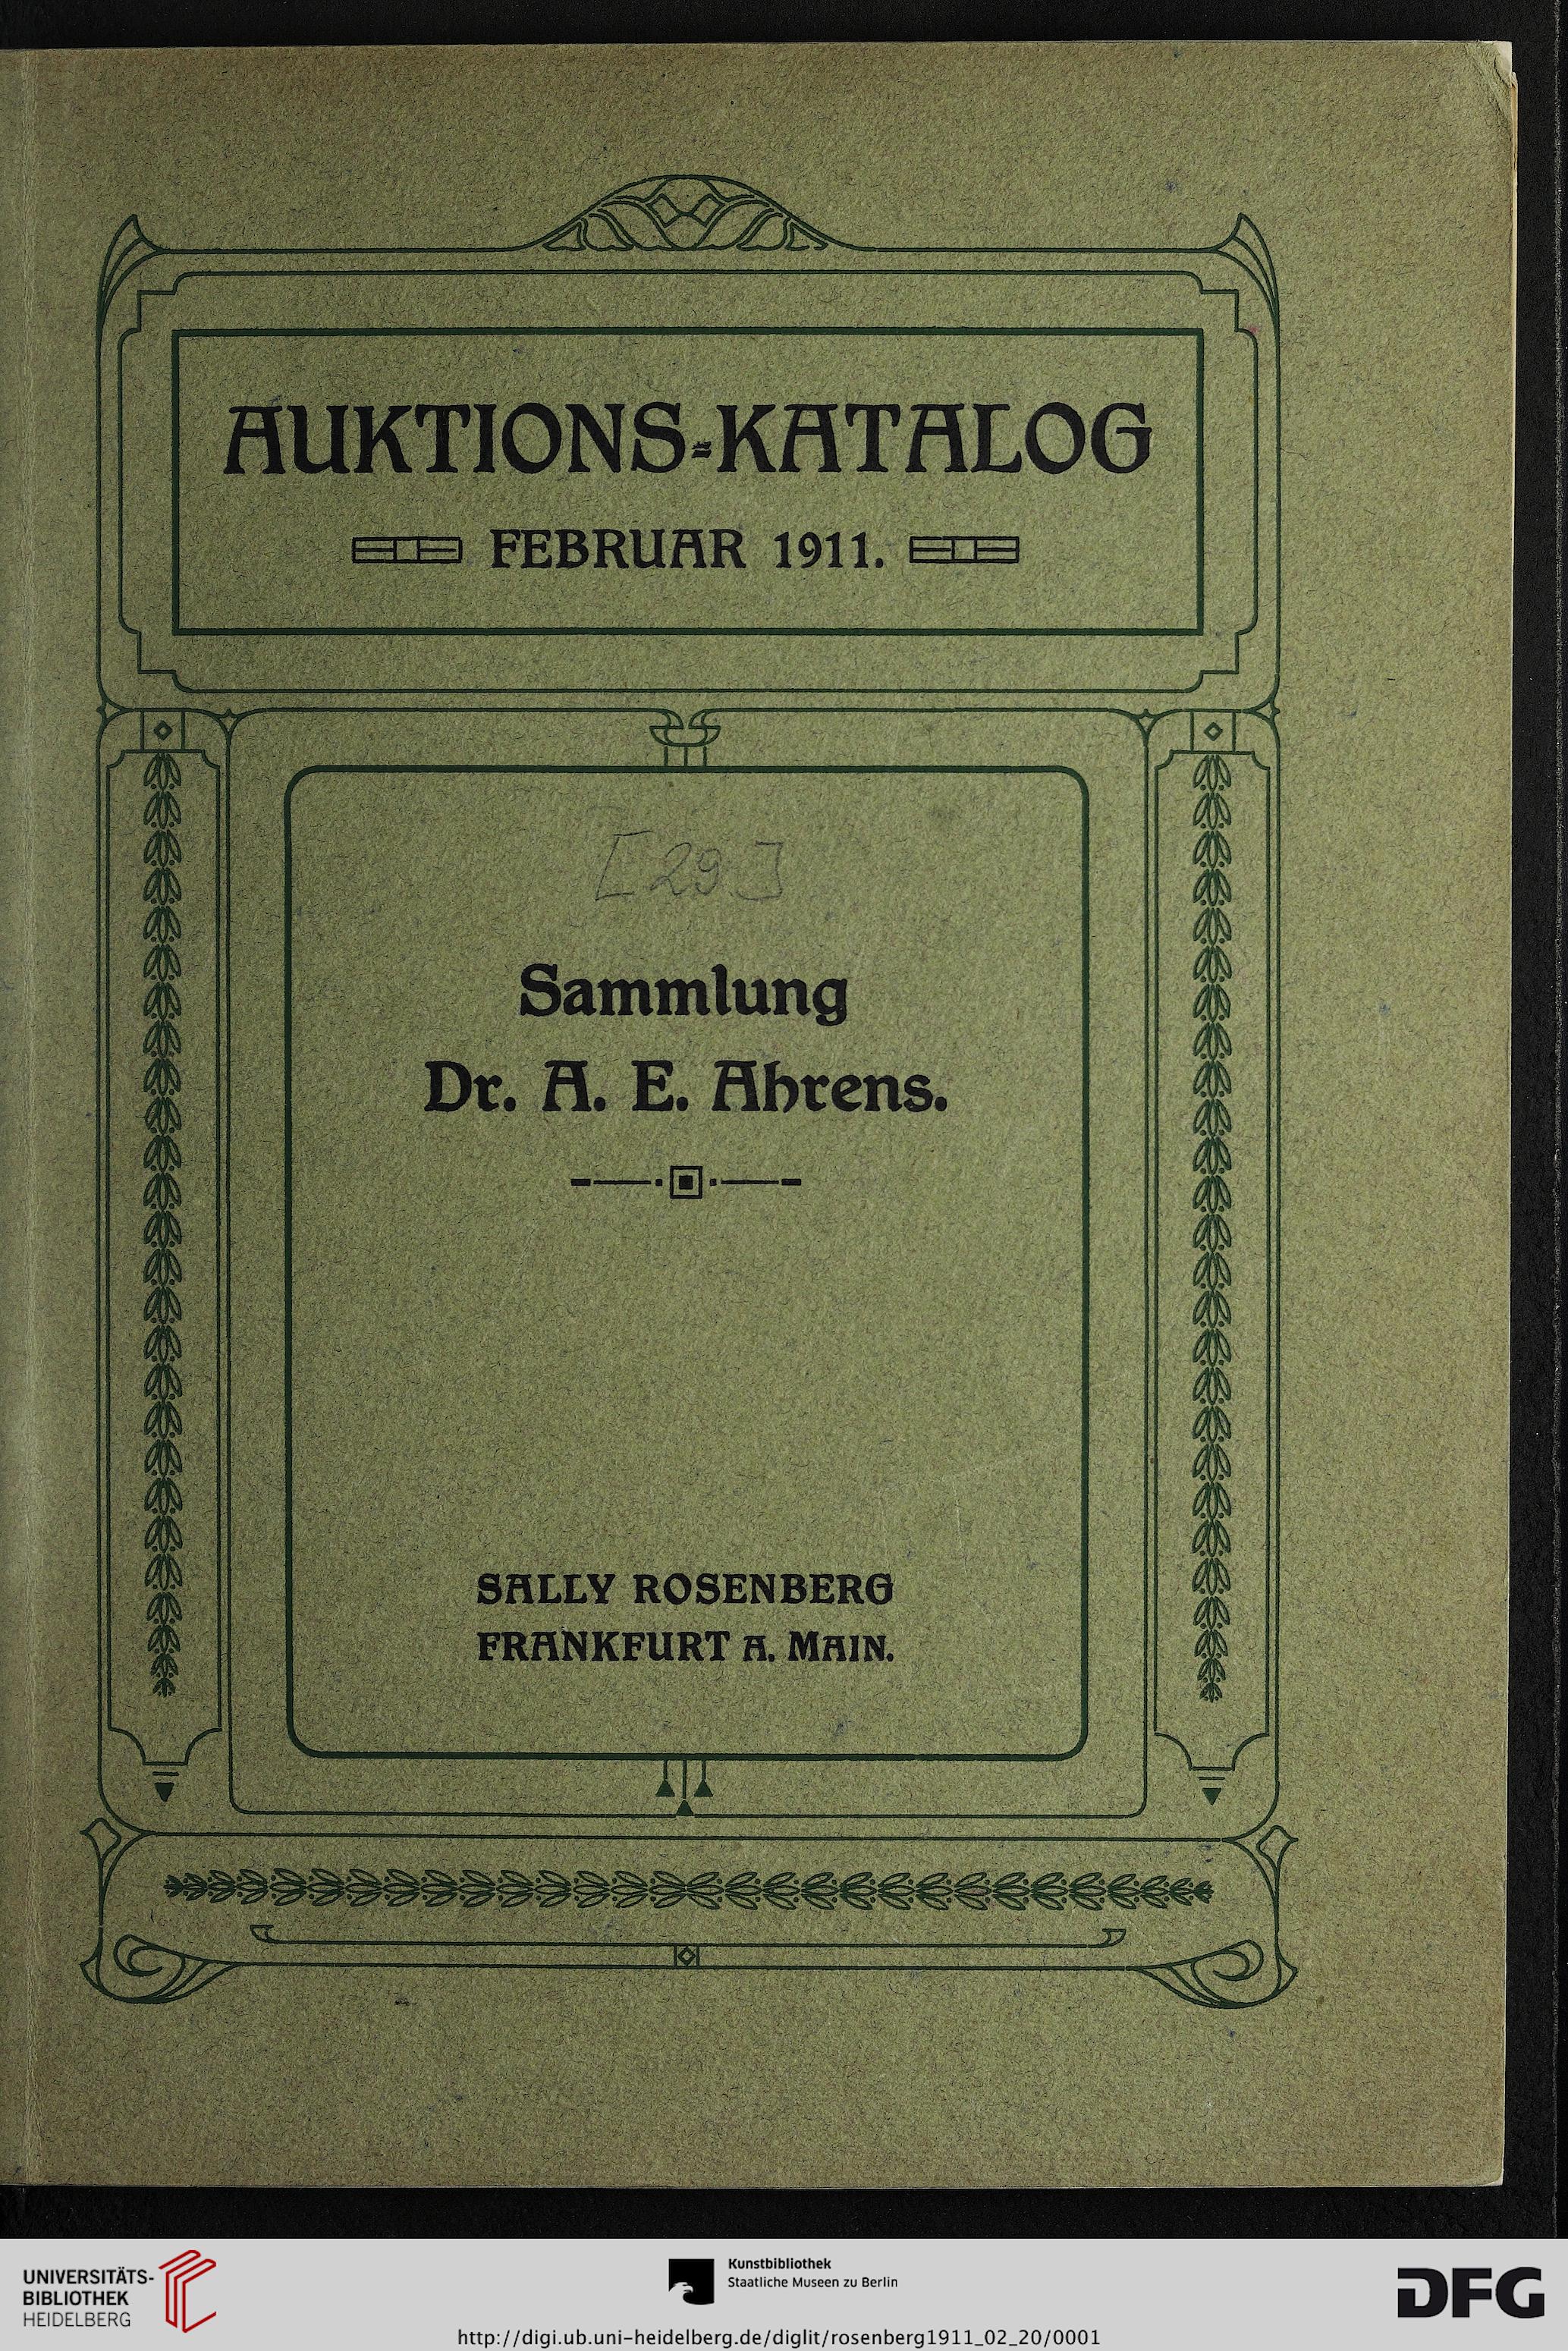 AUKTIONS=KATALOG
FEBRUAR 1911.
[29]
Sammlung
Dr. A. E. Ahrens.
SALLY ROSENBERG
FRANKFURT A. MAIN.
UNIVERSITÄTS-
BIBLIOTHEK
HEIDELBERG
Kunstbibliothek
Staatliche Museen zu Berlin
DFG
http://digi.ub.uni-heidelberg.de/diglit/rosenberg1911_02_20/0001